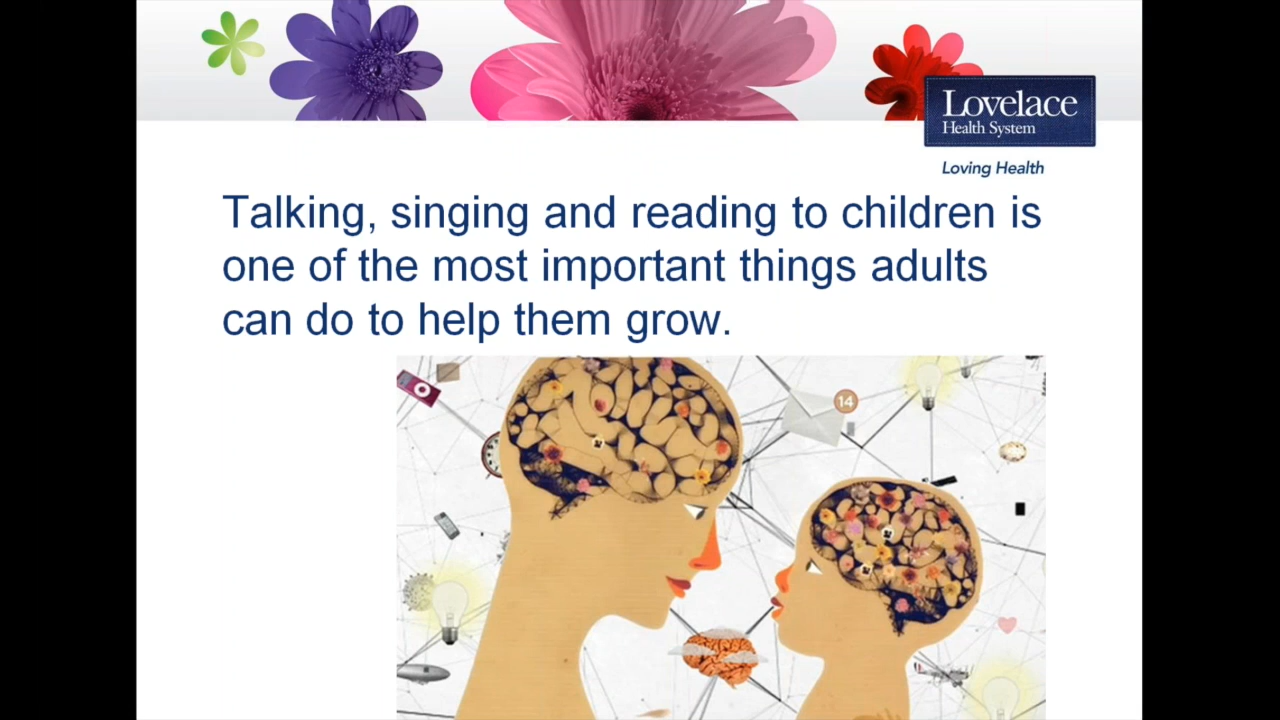 Lovelace
Health System
Loving Health
Talking, singing and reading to children is
one of the most important things adults
can do to help them grow.
14